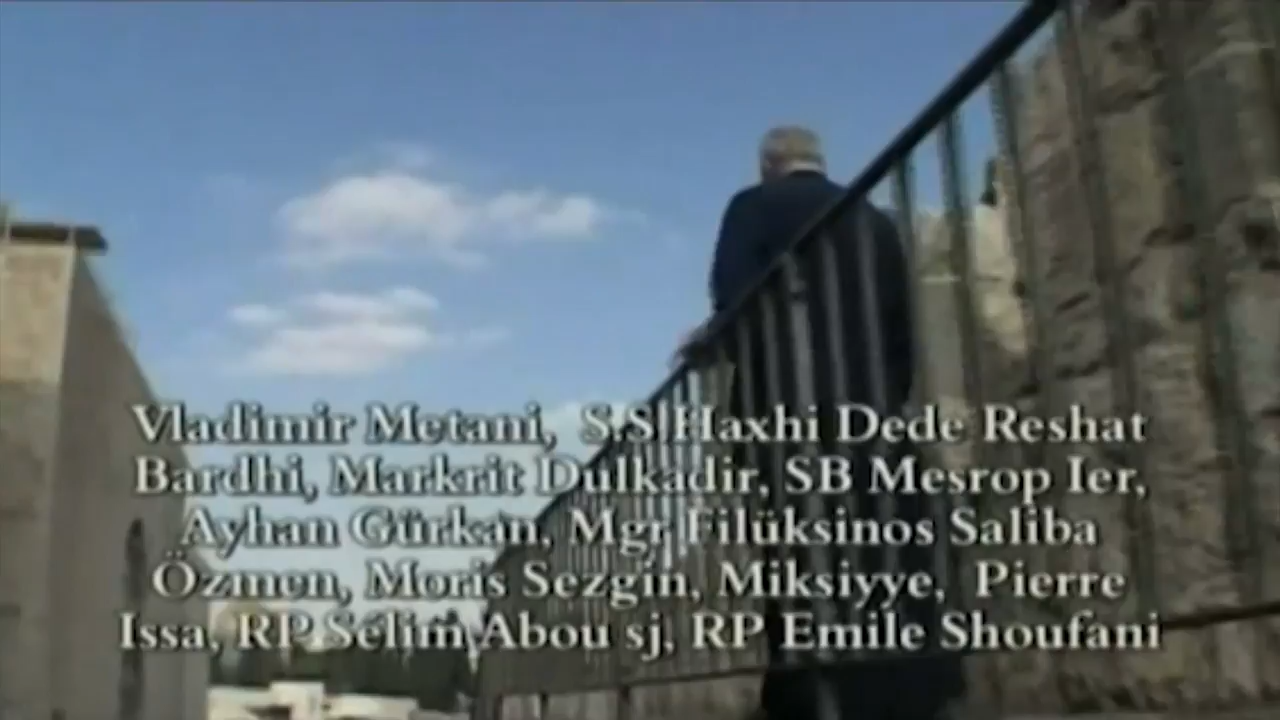 Vladimir Metani,  S.S Haxhi Dede Reshat
Bardhi, Markrit Dulkadir, SB Mesrop Ier,
Ayhan Gürkan, Mgr Filüksinos Saliba
Özmen, Moris Sezgin, Miksiyye,  Pierre
Issa, RP Sélim Abou sj, RP Emile Shoufani